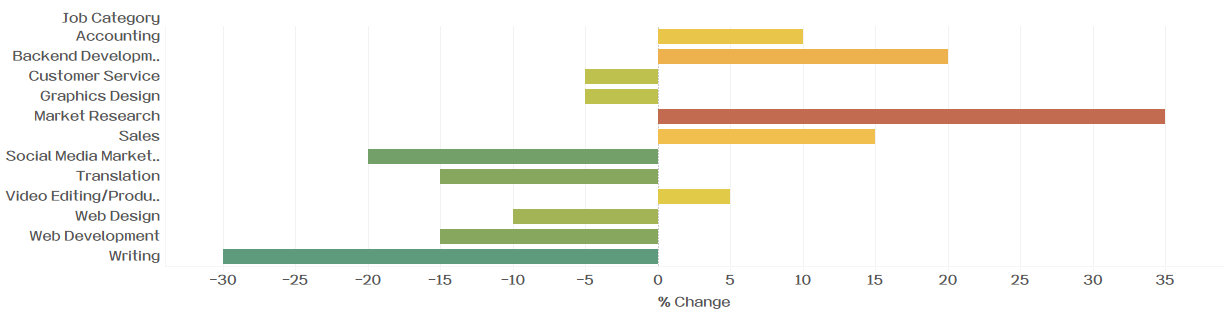 Job Category
Accounting
Backend Developm..
Customer Service
Graphics Design
Market Research
Sales
Social Media Market..
Translation
Video Editing/Produ..
Web Design
Web Development
Writing
-30 -25 -20 -15 -10 -5 0 5 10 15 20 25 30 35
% Change